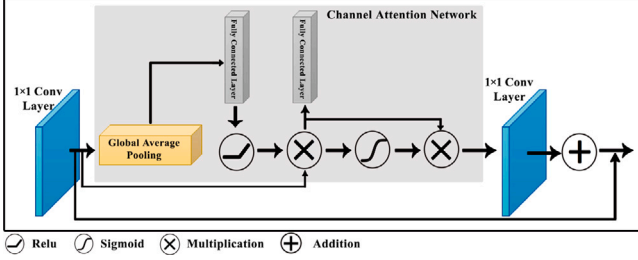 Channel Attention Network
1×1 Conv
Layer
Fully Connected Layer
Fully Connected Layer
1×1 Conv
Layer
Global Average
Pooling
Relu
Sigmoid
Multiplication
Addition